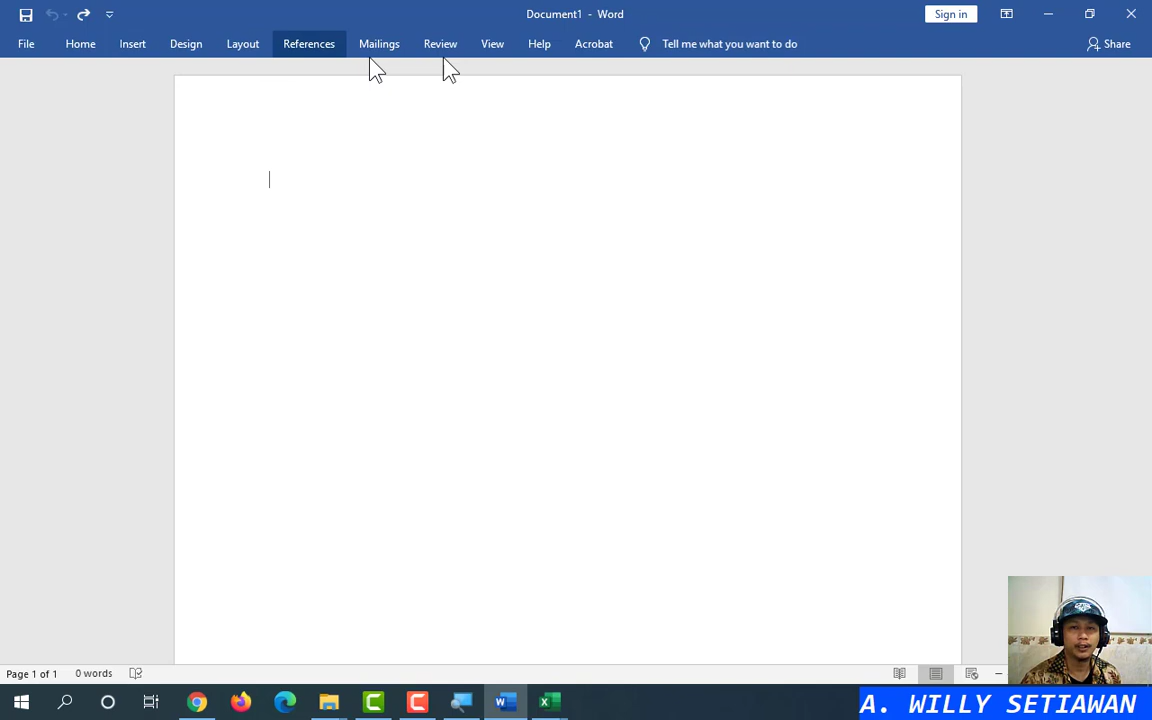 Document1 - Word
Sign in
File Home Insert Design Layout References Mailings Review View Help Acrobat Tell me what you want to do Share
Page 1 of 1 0 words
A. WILLY SETIAWAN